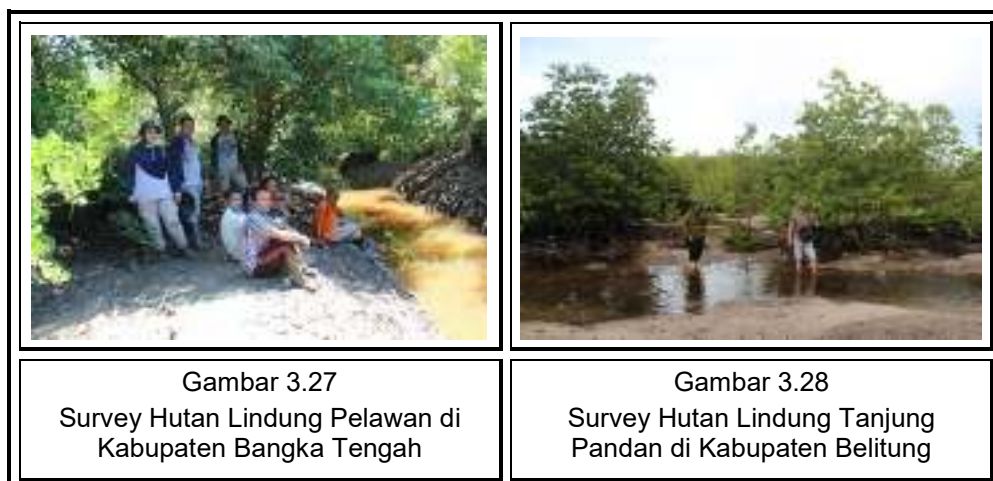 Gambar 3.27
Survey Hutan Lindung Pelawan di
Kabupaten Bangka Tengah
Gambar 3.28
Survey Hutan Lindung Tanjung
Pandan di Kabupaten Belitung